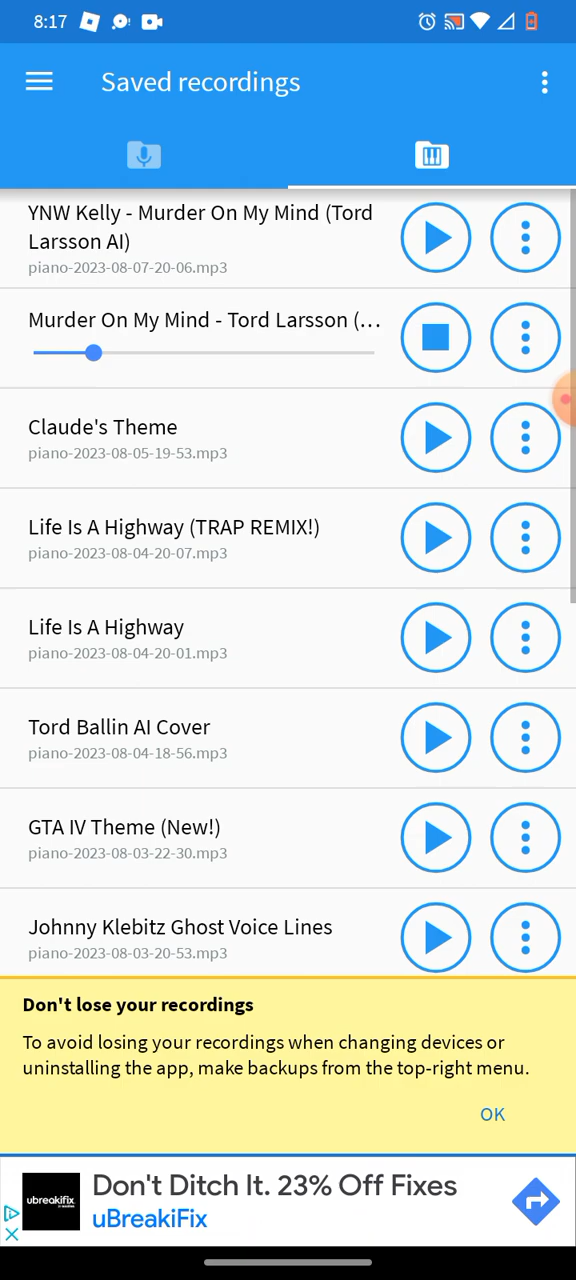 8:17
Saved recordings
YNW Kelly - Murder On My Mind (Tord
Larsson AI)
piano-2023-08-07-20-06.mp3
Murder On My Mind - Tord Larsson (...
Claude's Theme
piano-2023-08-05-19-53.mp3
Life Is A Highway (TRAP REMIX!)
piano-2023-08-04-20-07.mp3
Life Is A Highway
piano-2023-08-04-20-01.mp3
Tord Ballin AI Cover
piano-2023-08-04-18-56.mp3
GTA IV Theme (New!)
piano-2023-08-03-22-30.mp3
Johnny Klebitz Ghost Voice Lines
piano-2023-08-03-20-53.mp3
Don't lose your recordings
To avoid losing your recordings when changing devices or
uninstalling the app, make backups from the top-right menu.
OK
ubreakifix
Don't Ditch It. 23% Off Fixes
uBreakiFix